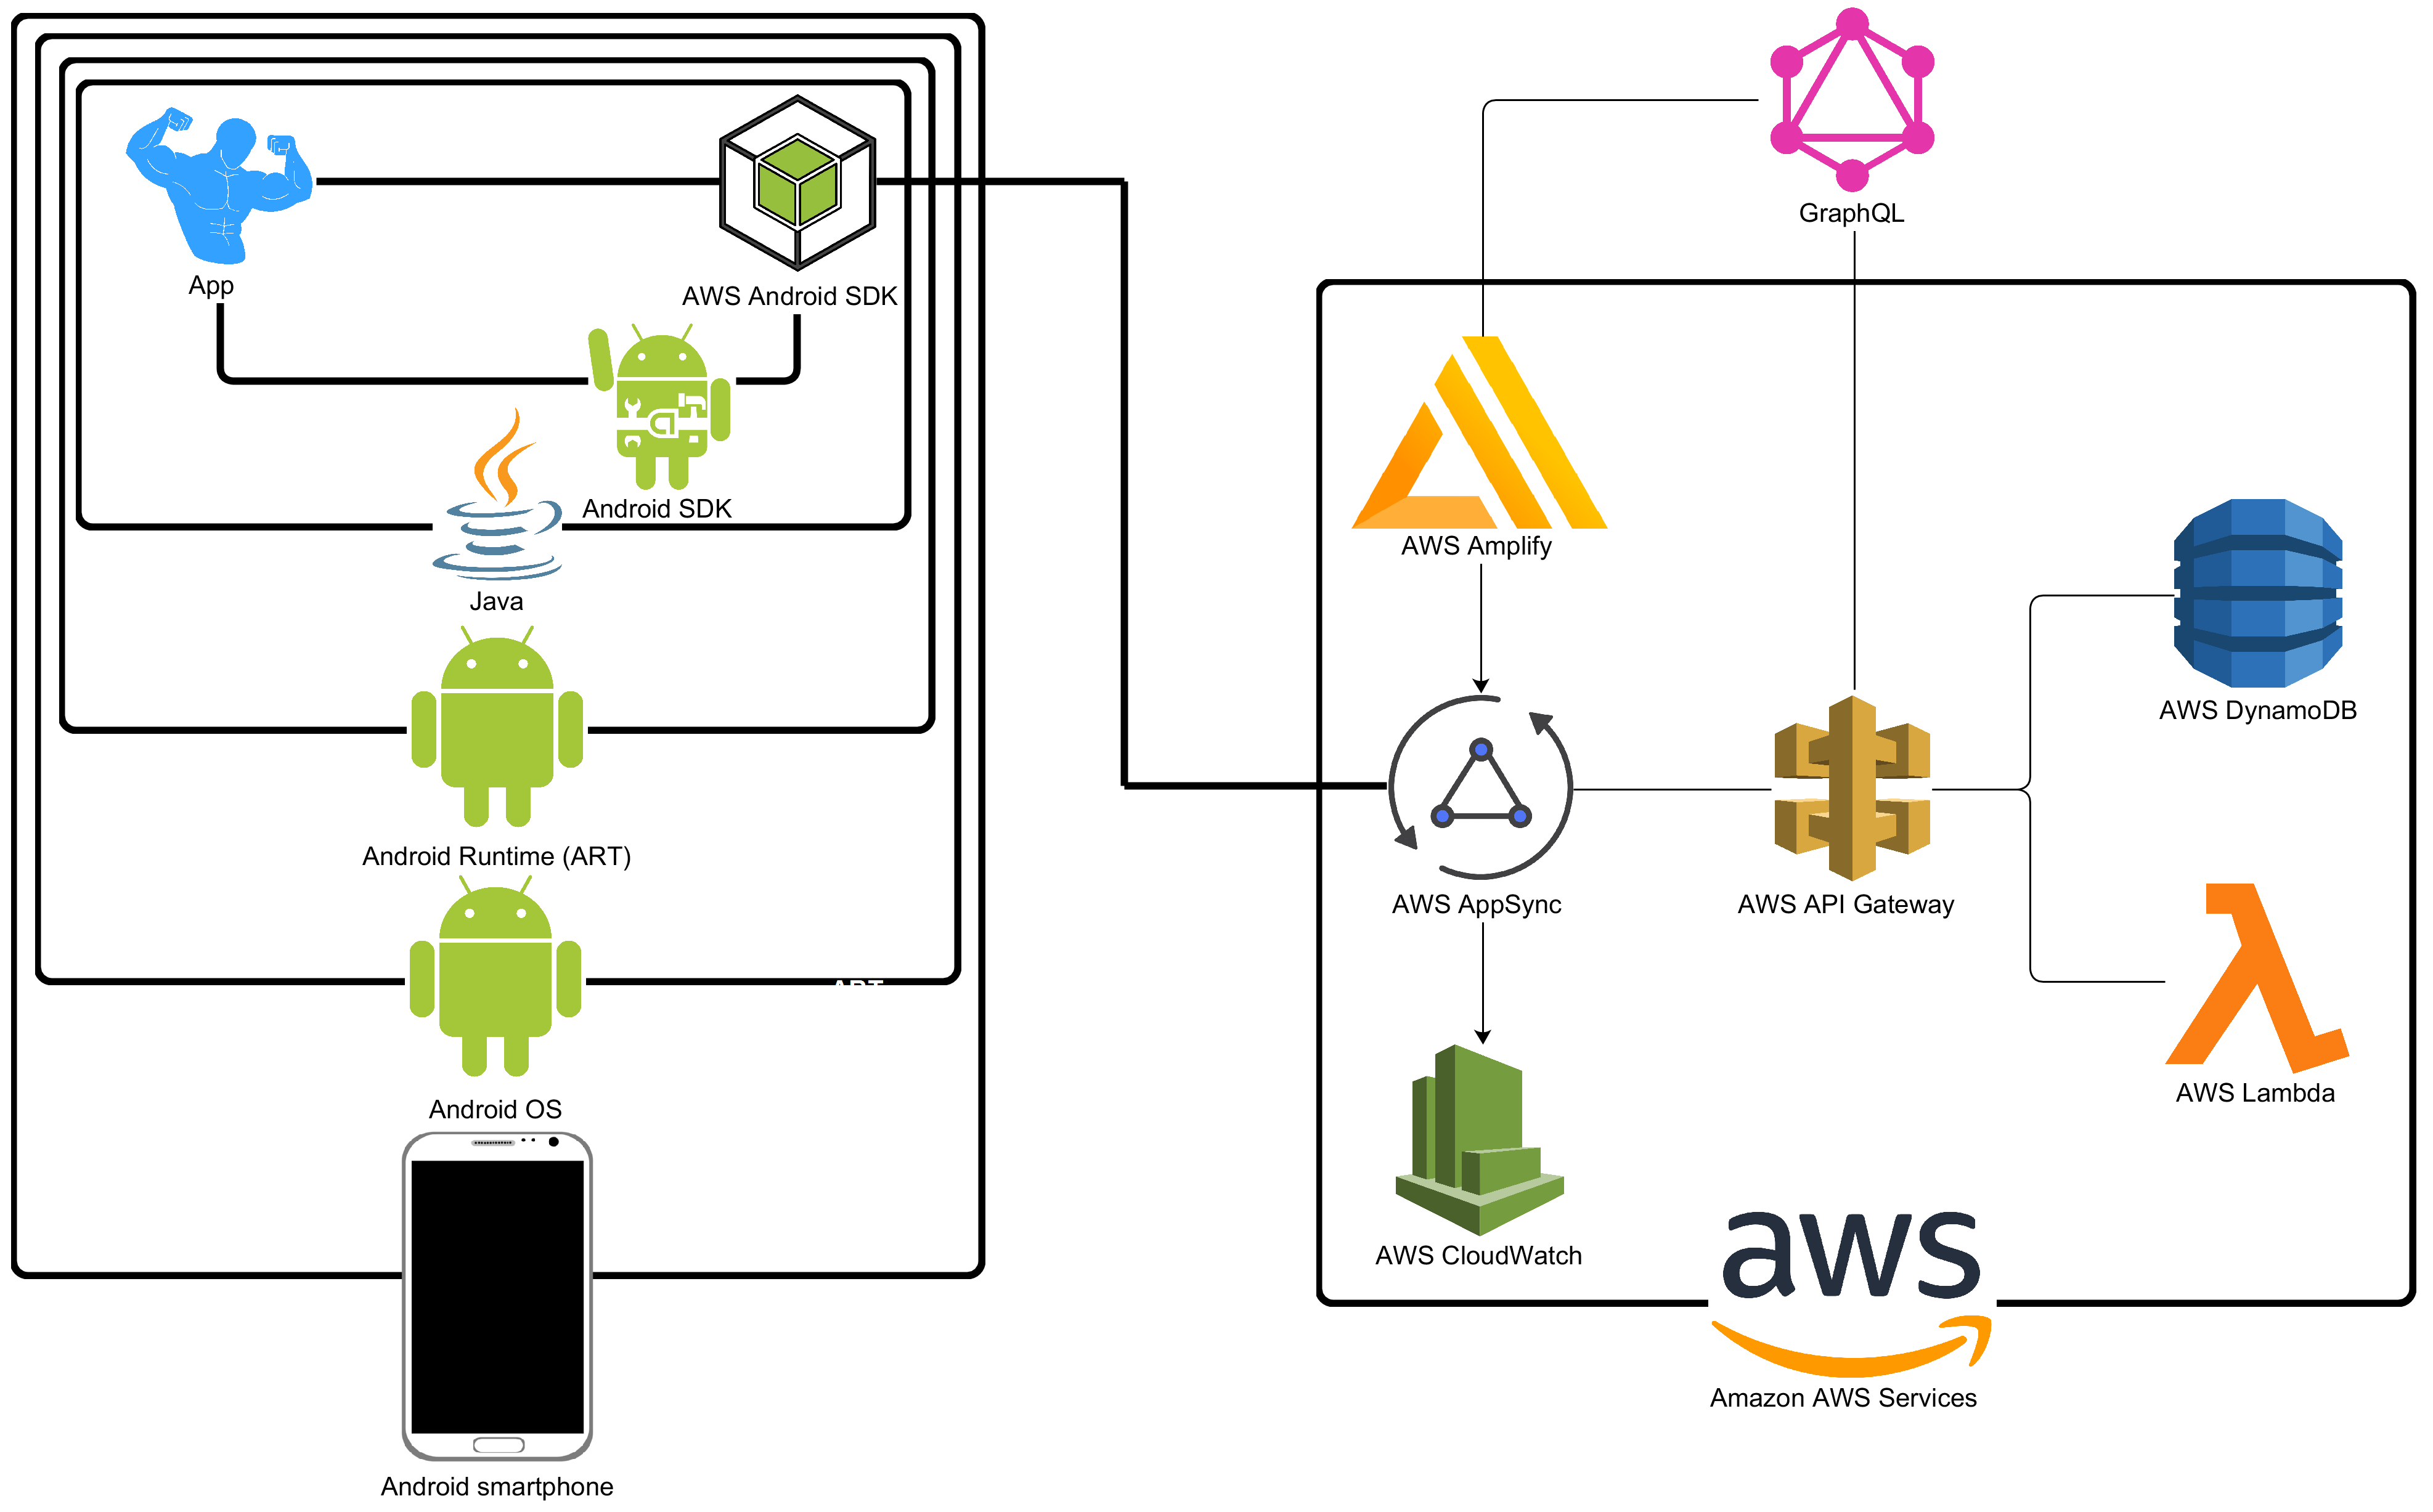 App
AWS Android SDK
Android SDK
Java
Android Runtime (ART)
ART
Android OS
Android smartphone
GraphQL
AWS Amplify
AWS DynamoDB
AWS AppSync
AWS API Gateway
AWS Lambda
AWS CloudWatch
aws
Amazon AWS Services